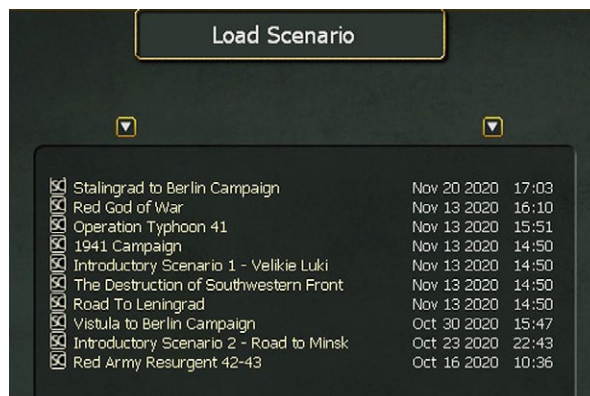 Load Scenario
Stalingrad to Berlin Campaign Nov 20 2020 17:03
Red God of War Nov 13 2020 16:10
Operation Typhoon 41 Nov 13 2020 15:51
1941 Campaign Nov 13 2020 14:50
Introductory Scenario 1 - Velikie Luki Nov 13 2020 14:50
The Destruction of Southwestern Front Nov 13 2020 14:50
Road To Leningrad Nov 13 2020 14:50
Vistula to Berlin Campaign Oct 30 2020 15:47
Introductory Scenario 2 - Road to Minsk Oct 23 2020 22:43
Red Army Resurgent 42-43 Oct 16 2020 10:36